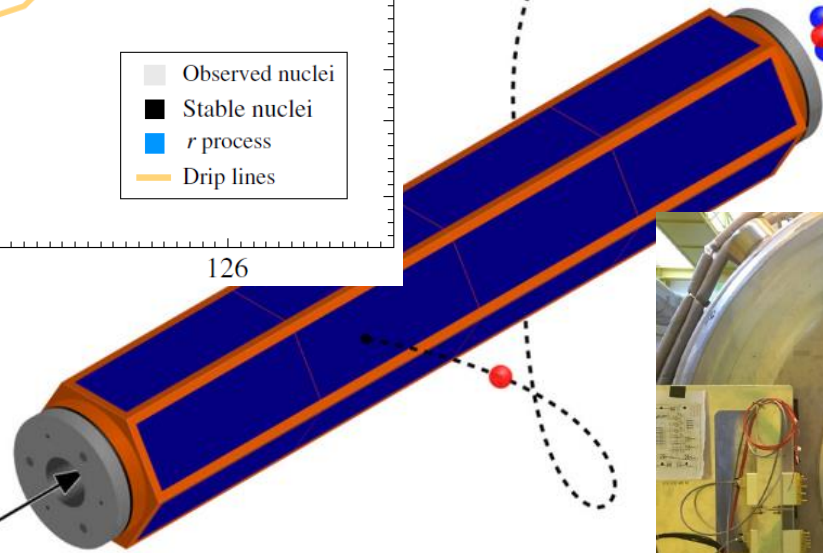 Observed nuclei
Stable nuclei
r process
Drip lines
126